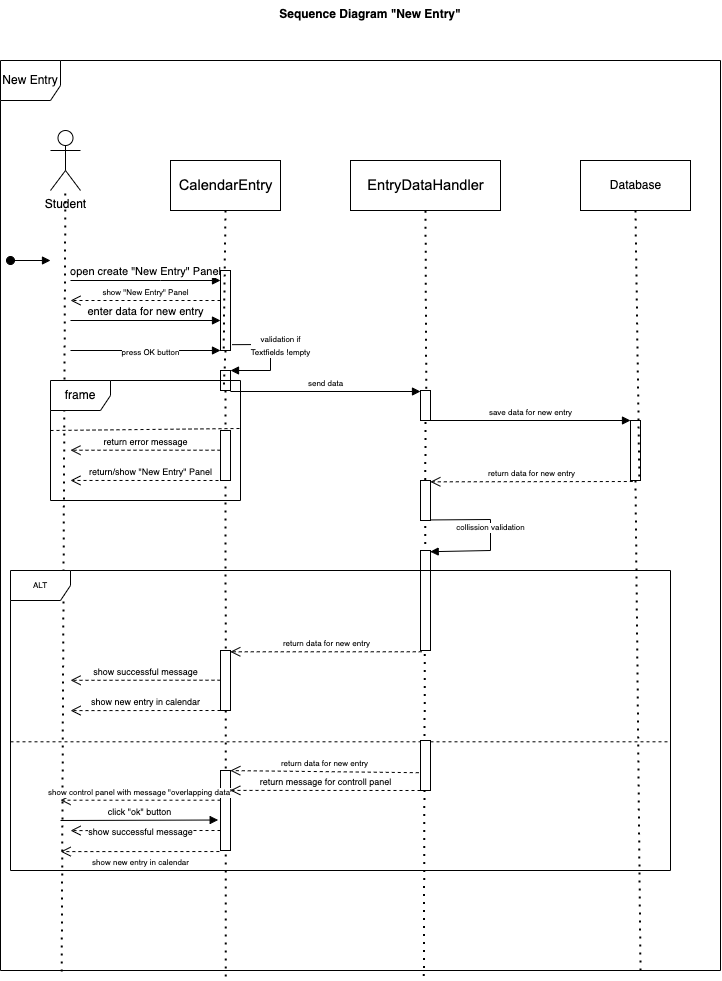 Sequence Diagram "New Entry"
New Entry
CalendarEntry
EntryDataHandler
Database
Student
open create "New Entry" Panel
show "New Entry" Panel
enter data for new entry
validation if
Textfields !empty
press OK button
send data
frame
save data for new entry
return error message
return/show "New Entry" Panel
return data for new entry
collission validation
ALT
return data for new entry
show successful message
show new entry in calendar
return data for new entry
return message for controll panel
show control panel with message "overlapping data"
click "ok" button
show successful message
show new entry in calendar